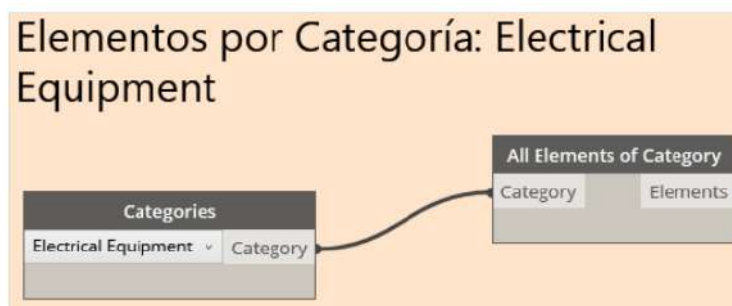 Elementos por Categoría: Electrical
Equipment
All Elements of Category
Category Elements
Categories
Electrical Equipment Category